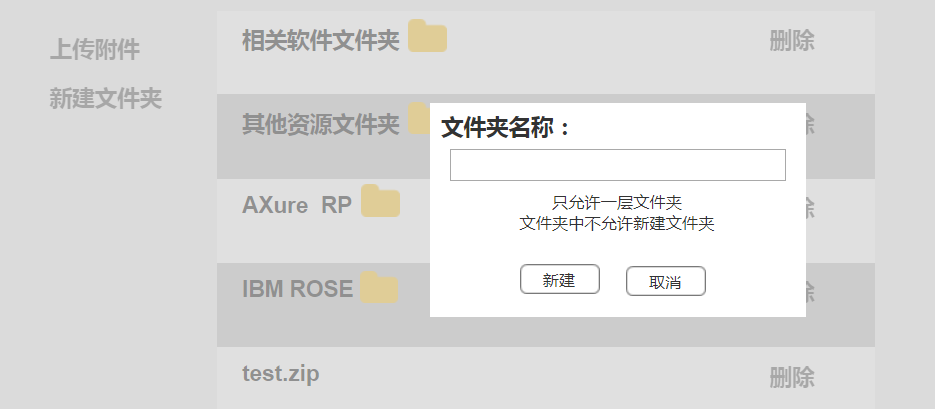 上传附件
新建文件夹
相关软件文件夹
删除
其他资源文件夹
除
AXure RP
除
IBM ROSE
除
test.zip
删除
文件夹名称：
只允许一层文件夹
文件夹中不允许新建文件夹
新建
取消